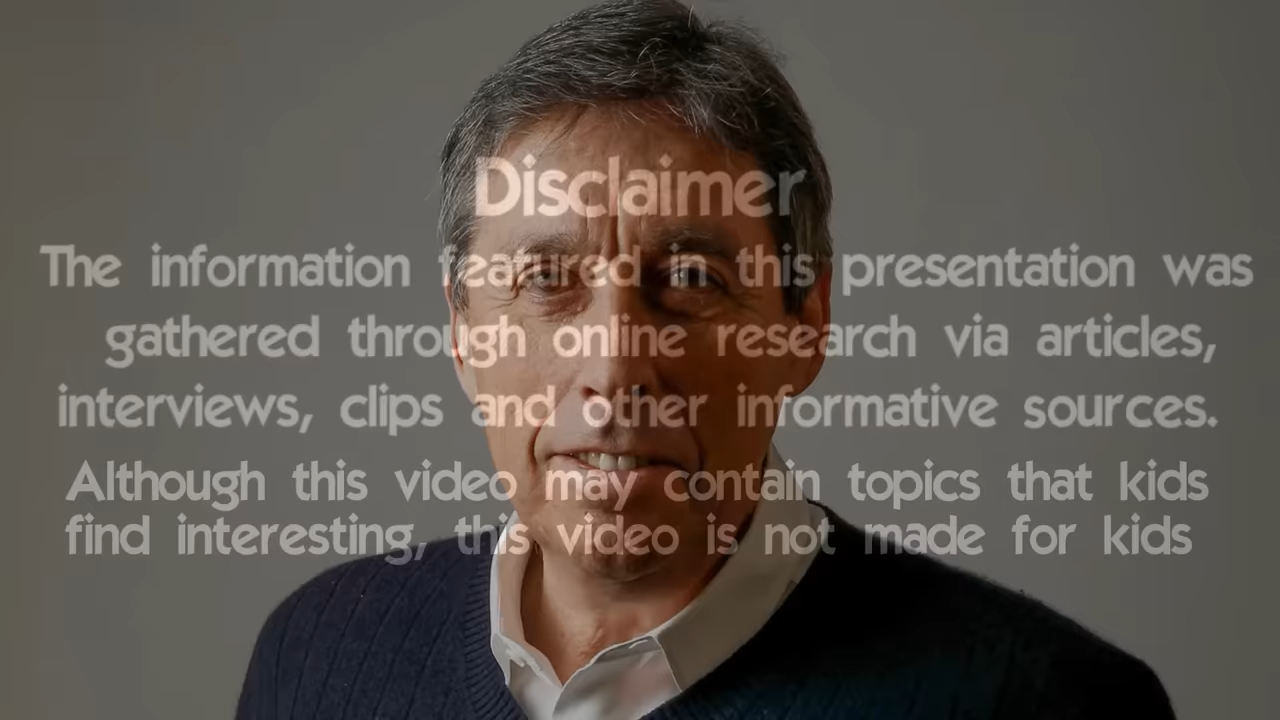 Disclaimer
The information featured in this presentation was
gathered through online research via articles,
interviews, clips and other informative sources.
Although this video may contain topics that kids
find interesting, this video is not made for kids